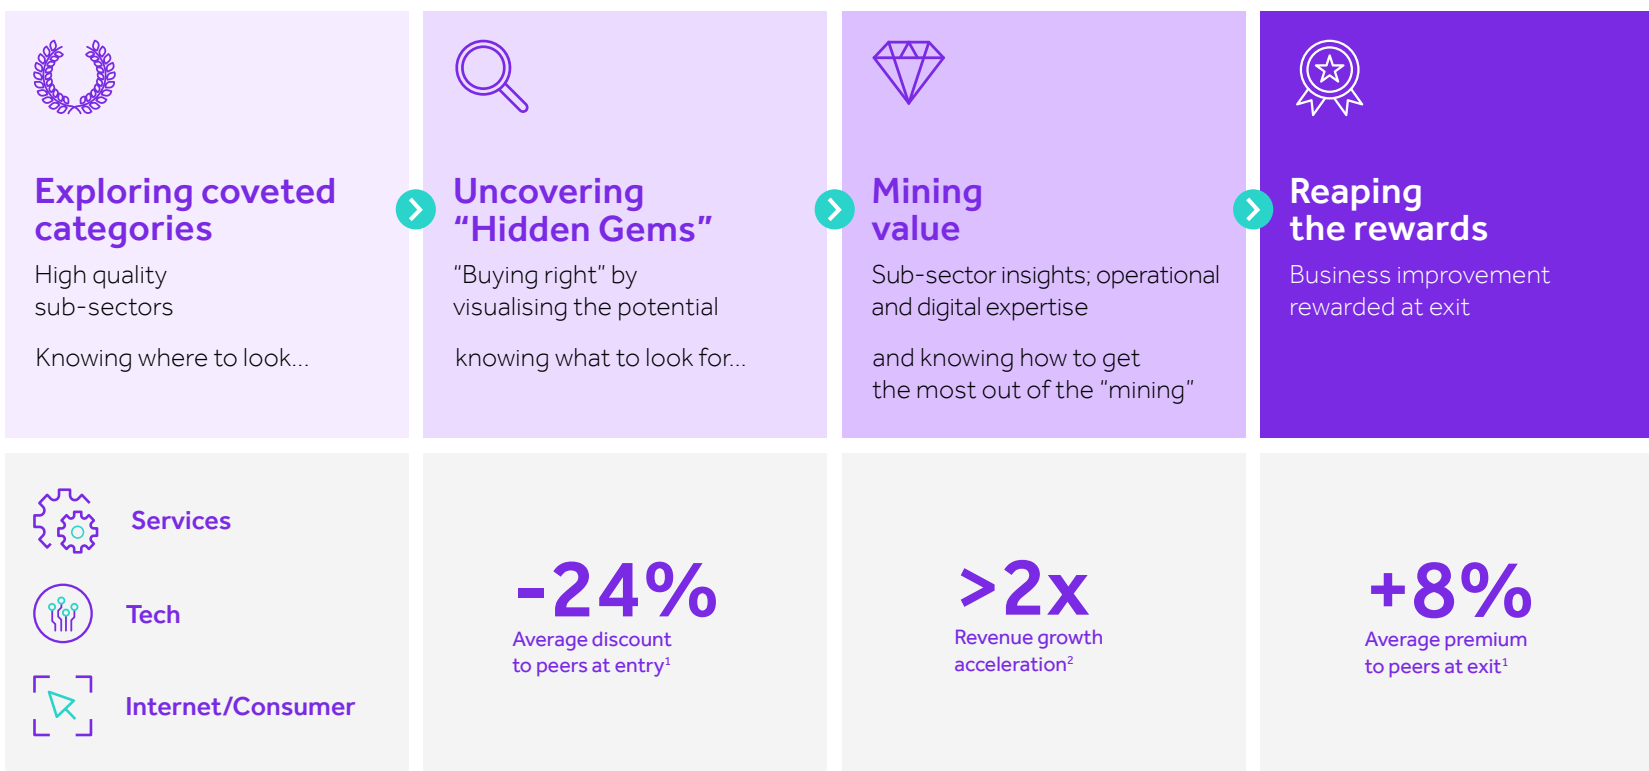 Exploring coveted
categories
High quality
sub-sectors
Knowing where to look...
Uncovering
“Hidden Gems”
“Buying right” by
visualising the potential
knowing what to look for...
Mining
value
Sub-sector insights; operational
and digital expertise
and knowing how to get
the most out of the “mining”
Reaping
the rewards
Business improvement
rewarded at exit
Services
Tech
Internet/Consumer
-24%
Average discount
to peers at entry¹
>2x
Revenue growth
acceleration²
+8%
Average premium
to peers at exit¹